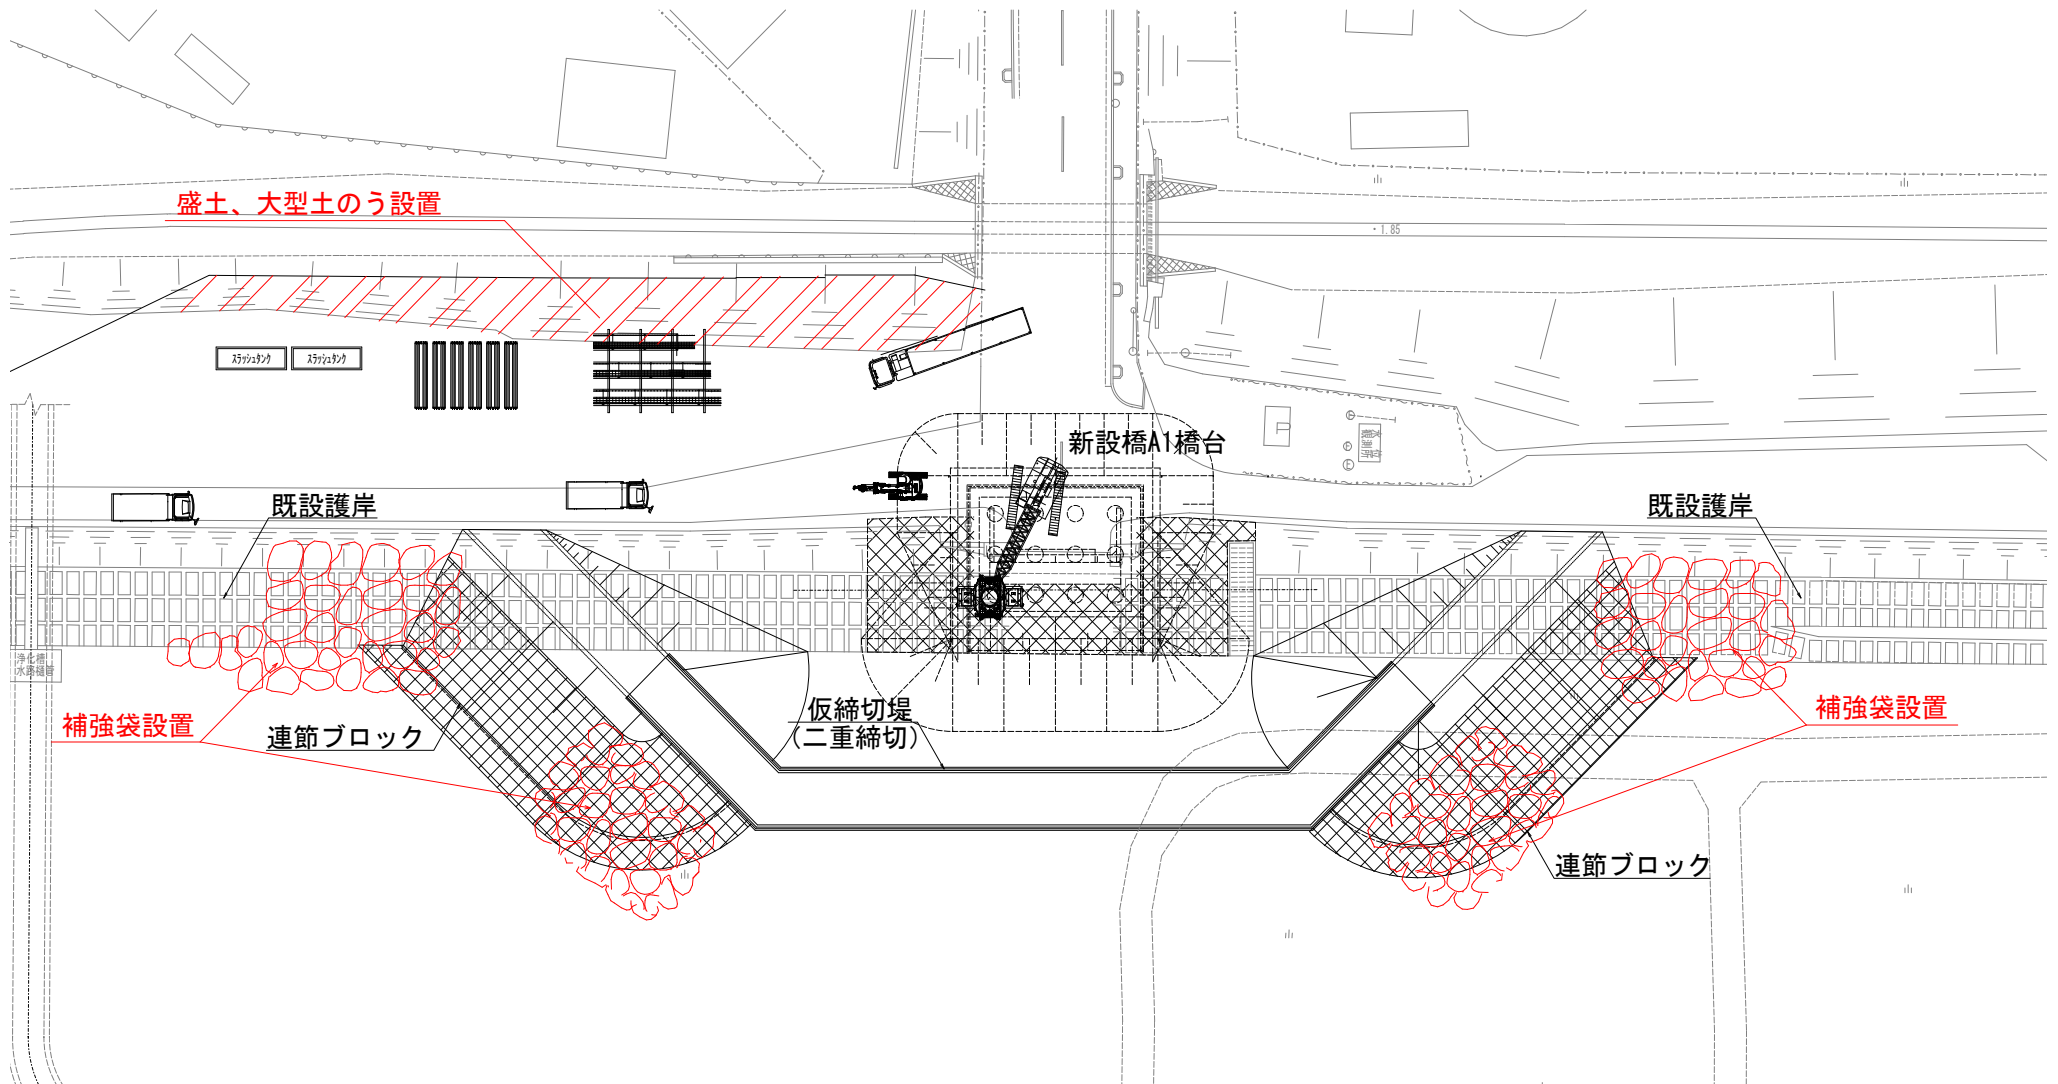 盛土、大型土のう設置
・1.85
スラッシュタンク
スラッシュタンク
新設橋A1橋台
既設護岸
既設護岸
補強袋設置
連節ブロック
仮締切堤
(二重締切)
補強袋設置
連節ブロック